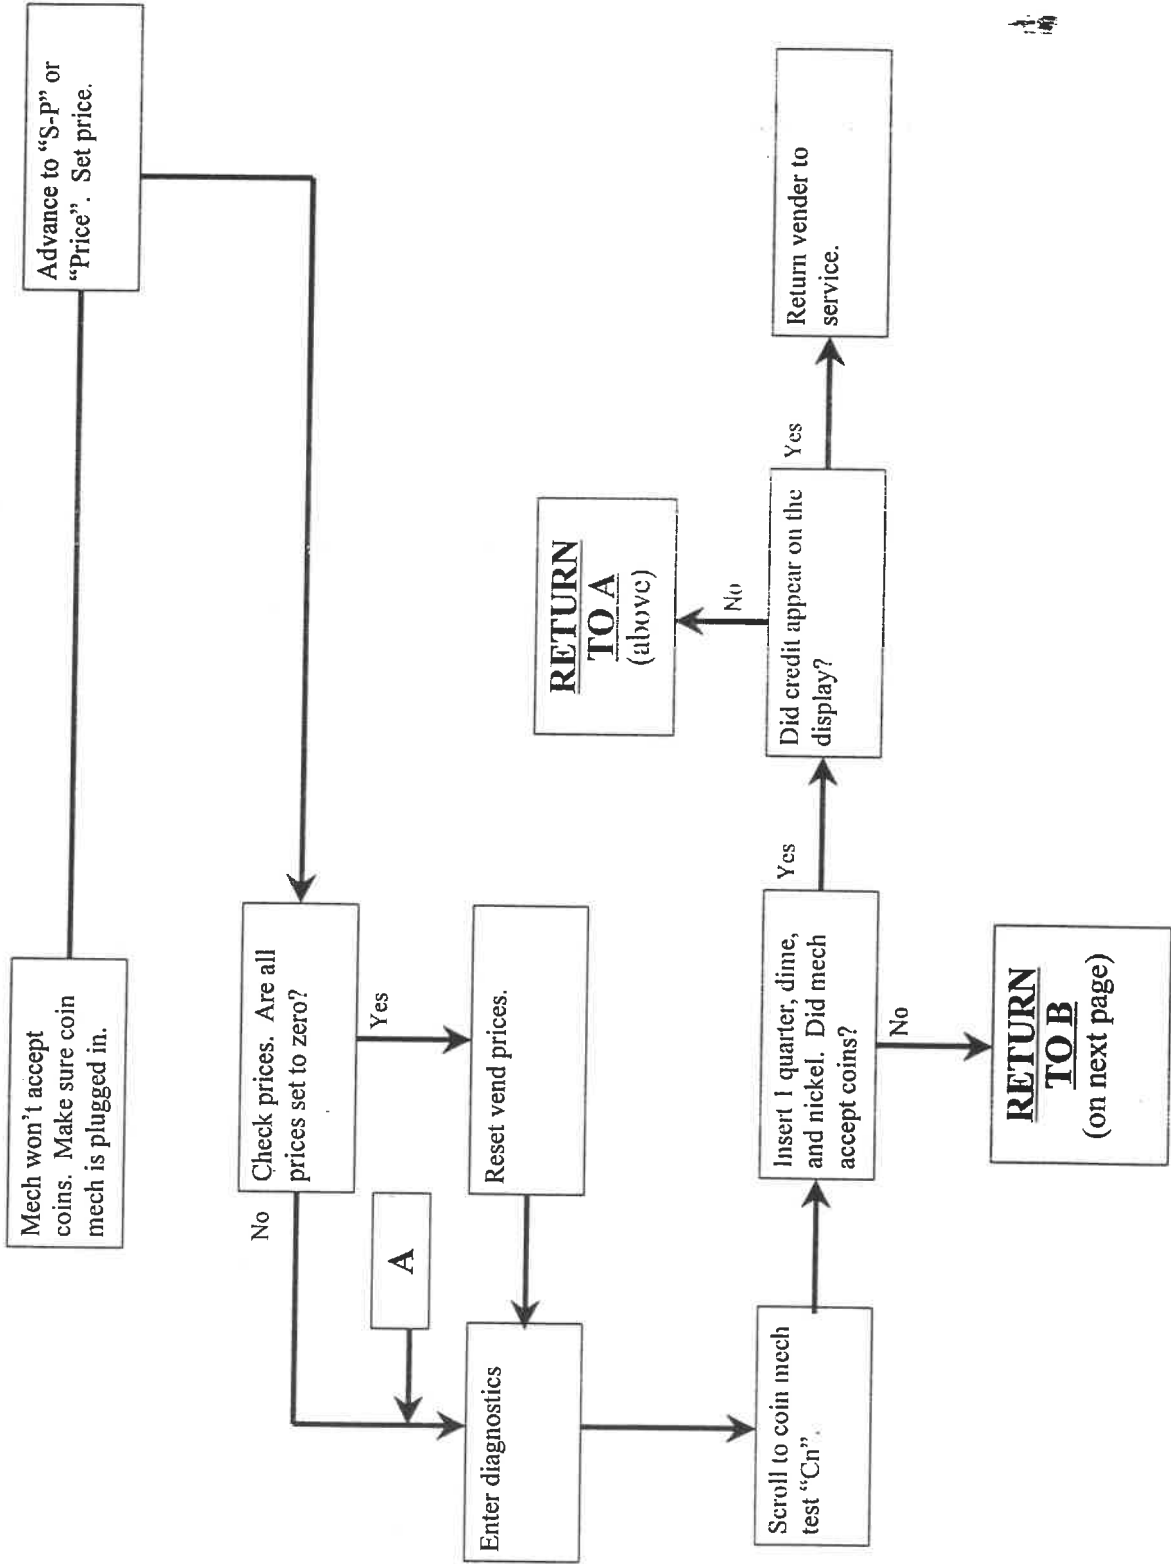 Mech won't accept
coins. Make sure coin
mech is plugged in.
Advance to "S-P" or
"Price". Set price.
Check prices. Are all
prices set to zero?
No
Yes
A
Reset vend prices.
Enter diagnostics
Scroll to coin mech
test "Cn".
Insert 1 quarter, dime,
and nickel. Did mech
accept coins?
Yes
No
RETURN
TO B
(on next page)
Did credit appear on the
display?
No
Yes
RETURN
TO A
(above)
Return vender to
service.